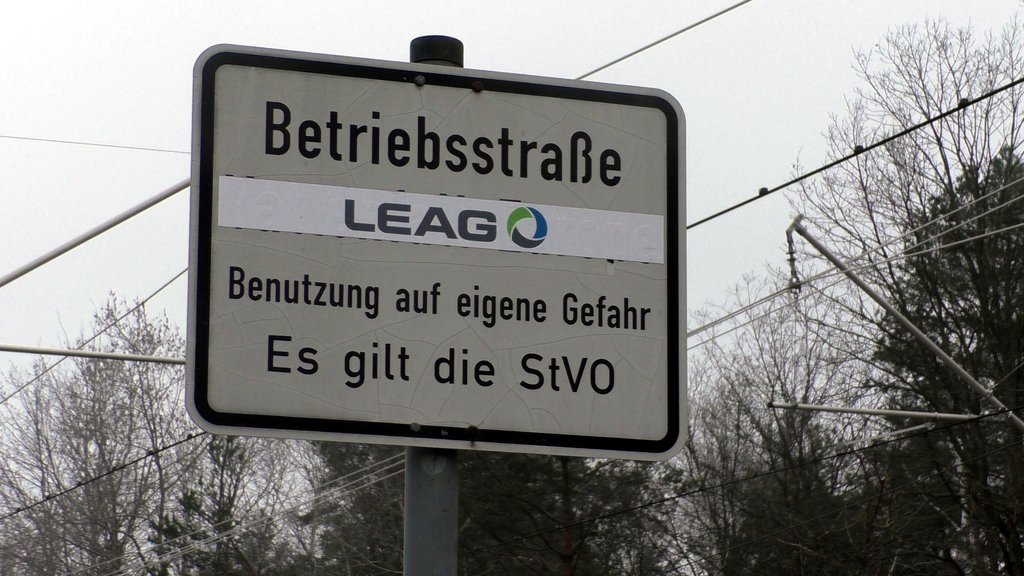 Betriebsstraße
LEAG
Benutzung auf eigene Gefahr
Es gilt die StVO